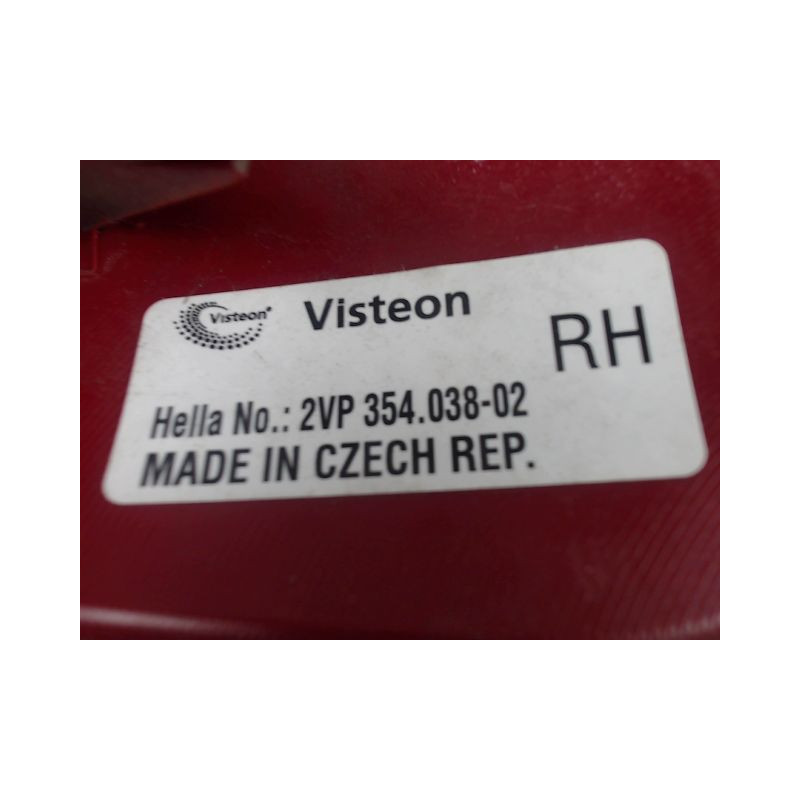 Visteon® Visteon
RH
Hella No.: 2VP 354.038-02
MADE IN CZECH REP.